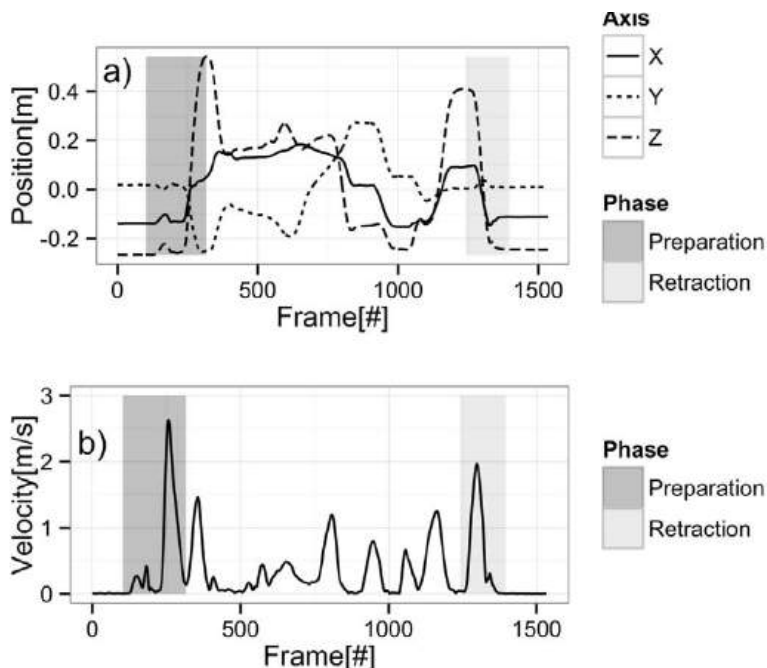 a)
Position[m]
0.4
0.2
0.0
-0.2
0
500
1000
1500
Frame[#]
Axis
X
Y
Z
Phase
Preparation
Retraction
b)
Velocity[m/s]
3
2
1
0
0
500
1000
1500
Frame[#]
Phase
Preparation
Retraction